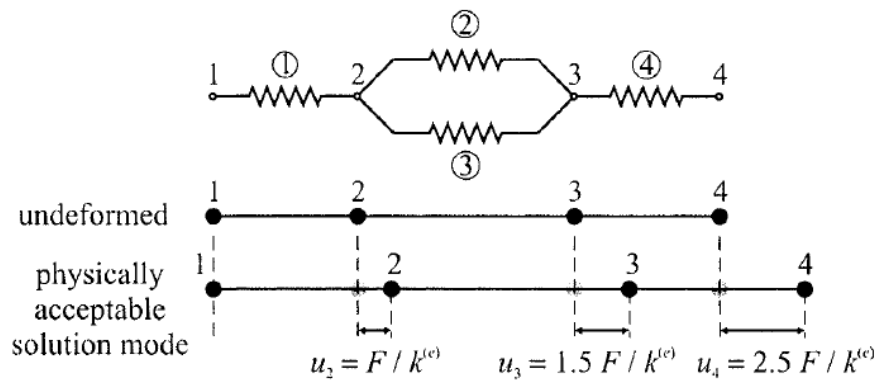 ②
1 ① 2 3 ④ 4
③
1 2 3 4
undeformed
1 2 3 4
physically
acceptable
solution mode
u₂ = F / k⁽ᵉ⁾ u₃ = 1.5 F / k⁽ᵉ⁾ u₄ = 2.5 F / k⁽ᵉ⁾